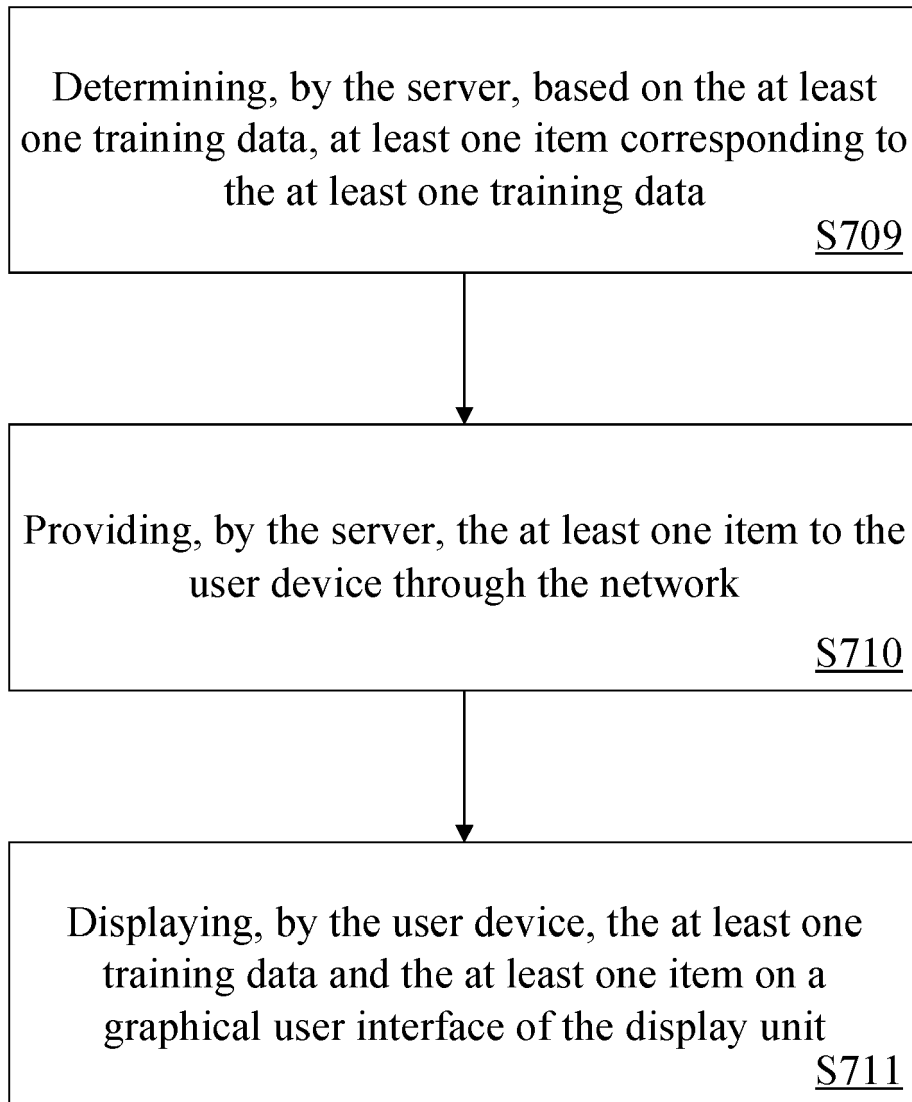 Determining, by the server, based on the at least
one training data, at least one item corresponding to
the at least one training data
S709
Providing, by the server, the at least one item to the
user device through the network
S710
Displaying, by the user device, the at least one
training data and the at least one item on a
graphical user interface of the display unit
S711